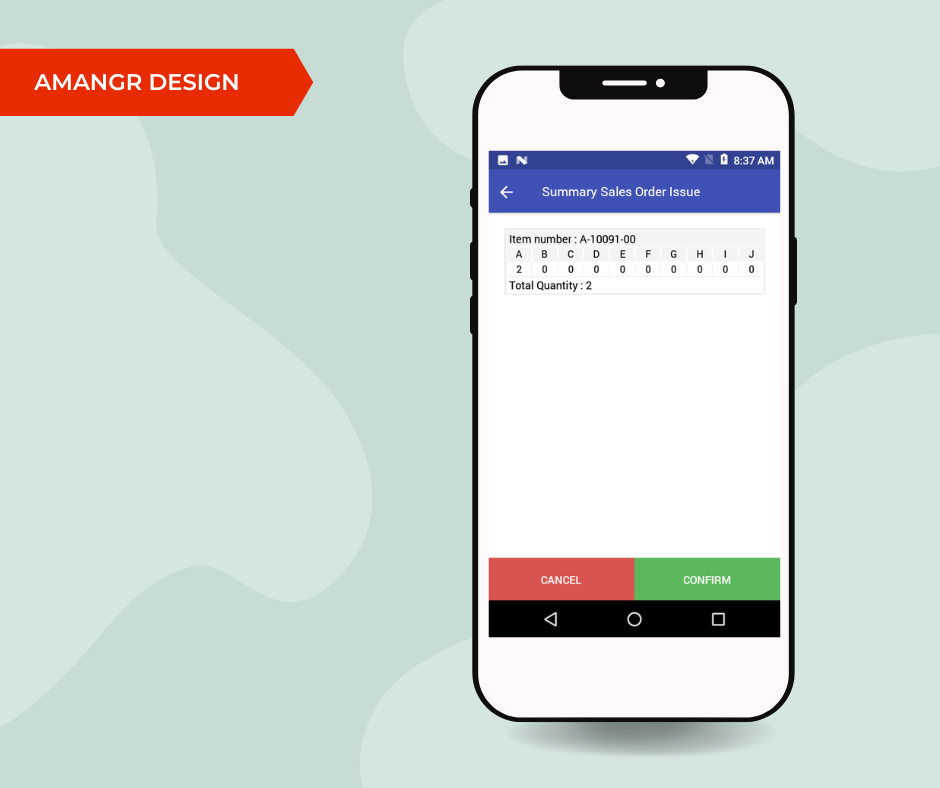 AMANGR DESIGN
8:37 AM
Summary Sales Order Issue
Item number : A-10091-00
A B C D E F G H I J
2 0 0 0 0 0 0 0 0 0
Total Quantity : 2
CANCEL CONFIRM